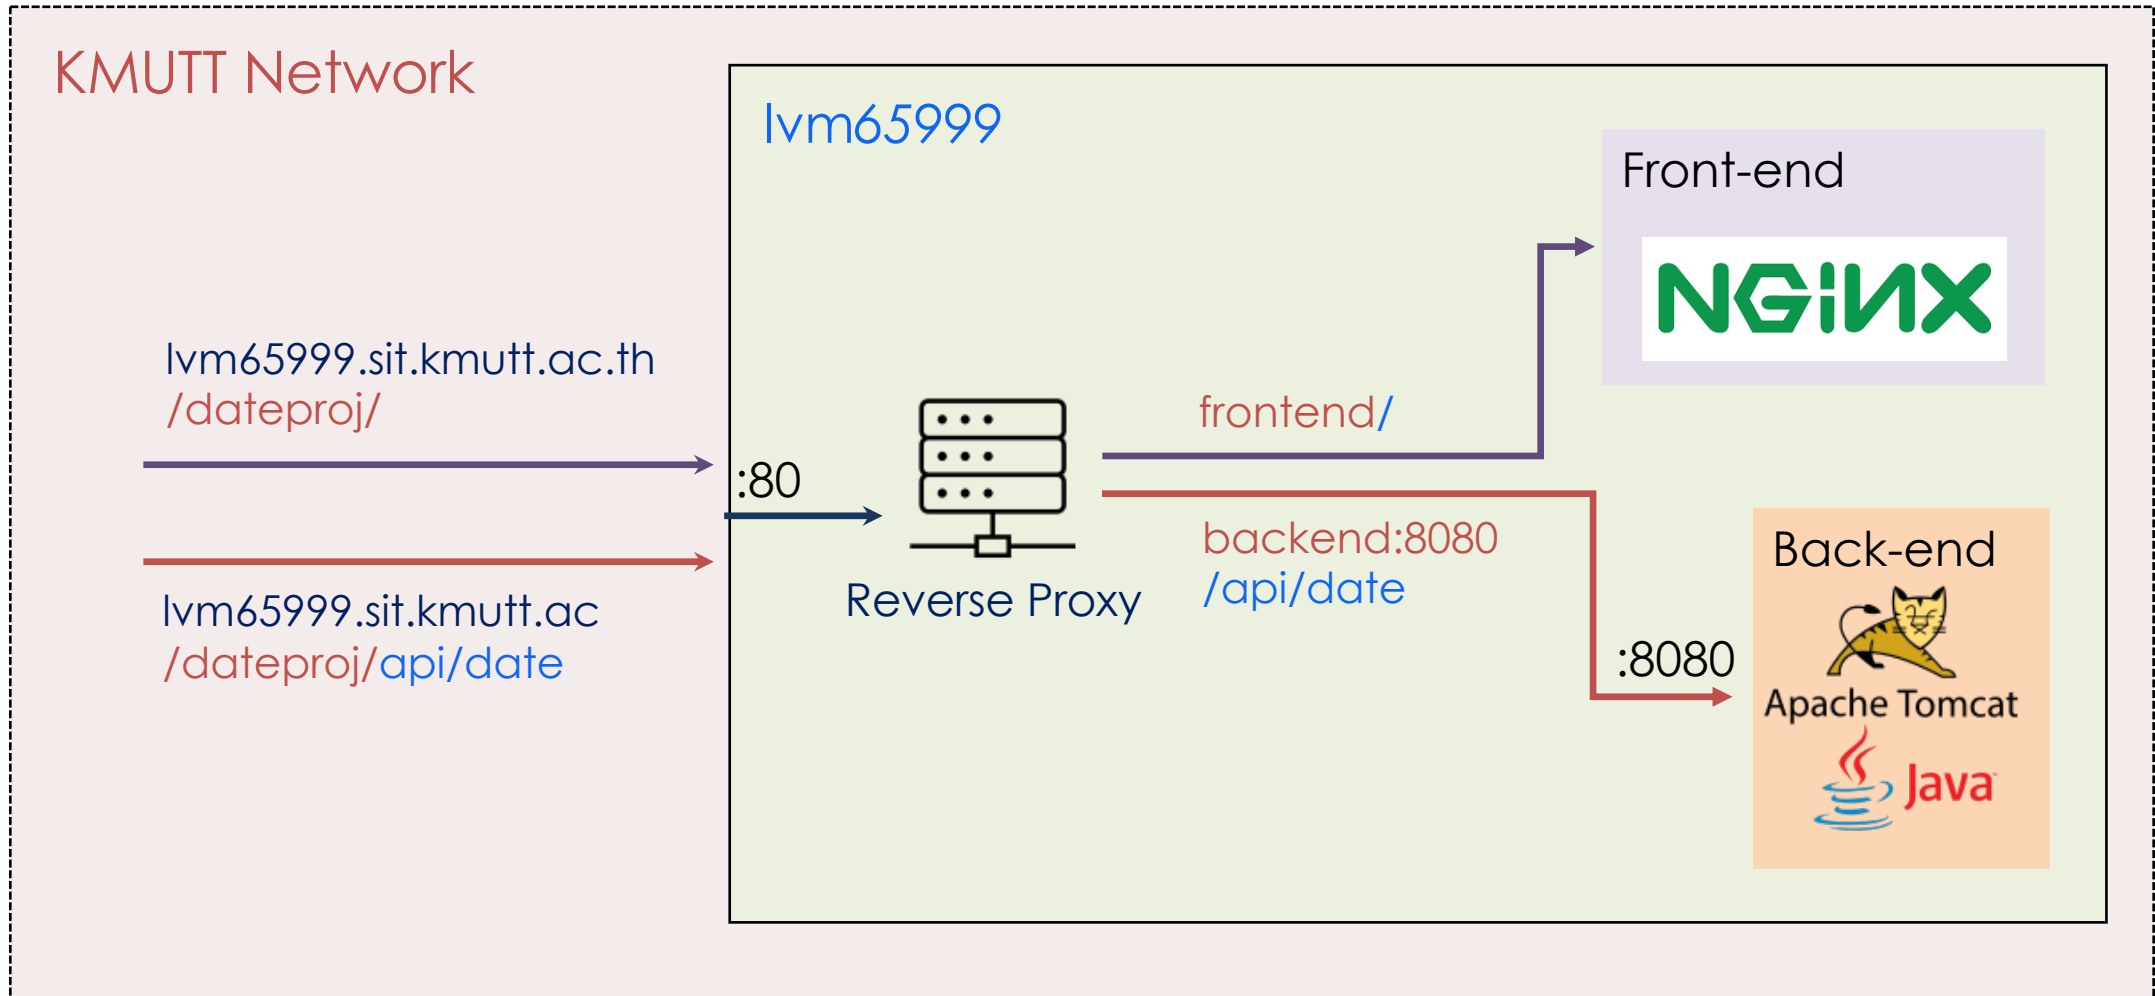 KMUTT Network
lvm65999
Front-end
NGINX
lvm65999.sit.kmutt.ac.th
/dateproj/
frontend/
:80
backend:8080
/api/date
Back-end
Reverse Proxy
lvm65999.sit.kmutt.ac
/dateproj/api/date
:8080
Apache Tomcat
Java